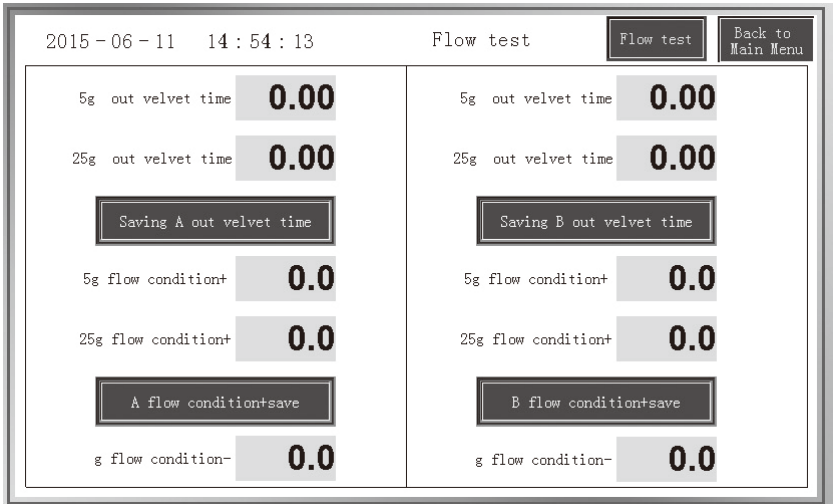 2015-06-11 14:54:13 Flow test Flow test Back to
Main Menu
5g out velvet time 0.00
25g out velvet time 0.00
Saving A out velvet time
5g flow condition+ 0.0
25g flow condition+ 0.0
A flow condition+save
g flow condition- 0.0
5g out velvet time 0.00
25g out velvet time 0.00
Saving B out velvet time
5g flow condition+ 0.0
25g flow condition+ 0.0
B flow condition+save
g flow condition- 0.0